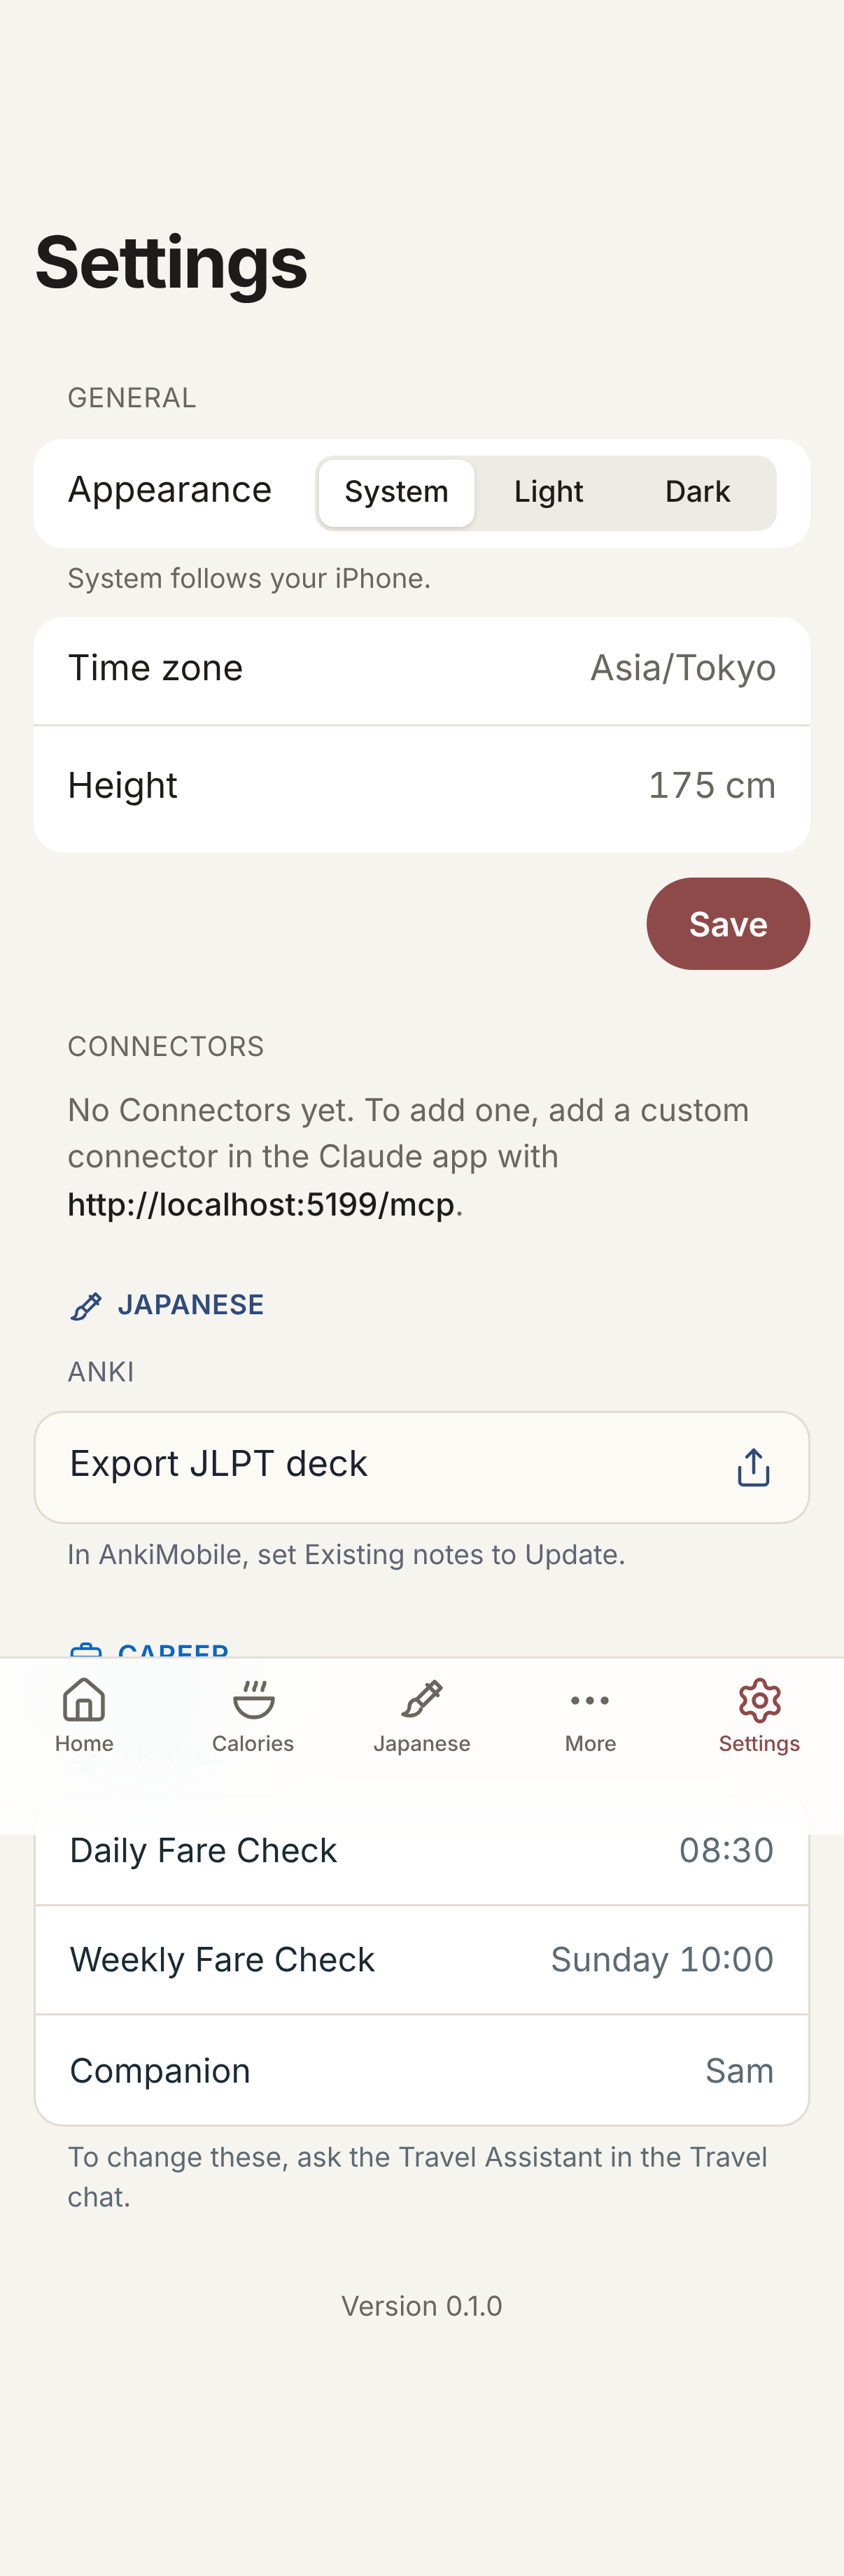 Settings
GENERAL
Appearance
System
Light
Dark
System follows your iPhone.
Time zone
Asia/Tokyo
Height
175 cm
Save
CONNECTORS
No Connectors yet. To add one, add a custom
connector in the Claude app with
http://localhost:5199/mcp.
JAPANESE
ANKI
Export JLPT deck
In AnkiMobile, set Existing notes to Update.
CAREER
Home
Calories
Japanese
More
Settings
TRAVEL
Daily Fare Check
08:30
Weekly Fare Check
Sunday 10:00
Companion
Sam
To change these, ask the Travel Assistant in the Travel
chat.
Version 0.1.0